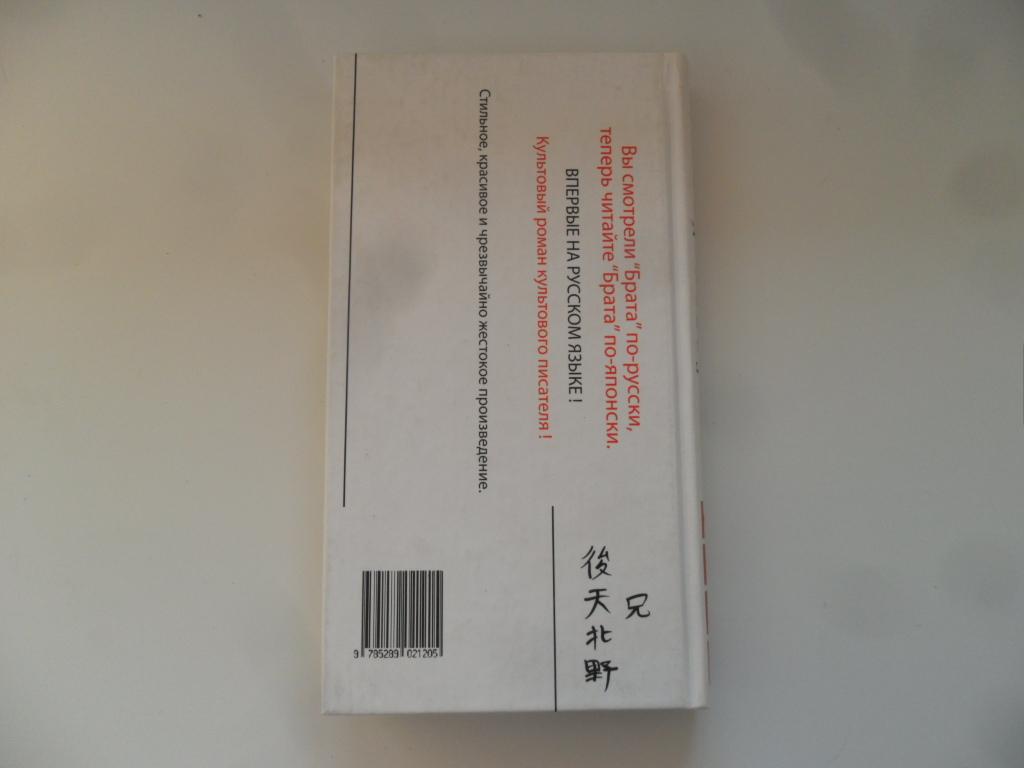 Вы смотрели "Брата" по-русски,
теперь читайте "Брата" по-японски.
ВПЕРВЫЕ НА РУССКОМ ЯЗЫКЕ!
Культовый роман культового писателя!
Стильное, красивое и чрезвычайно жестокое произведение.
兄
後天北野
9 785289 021205